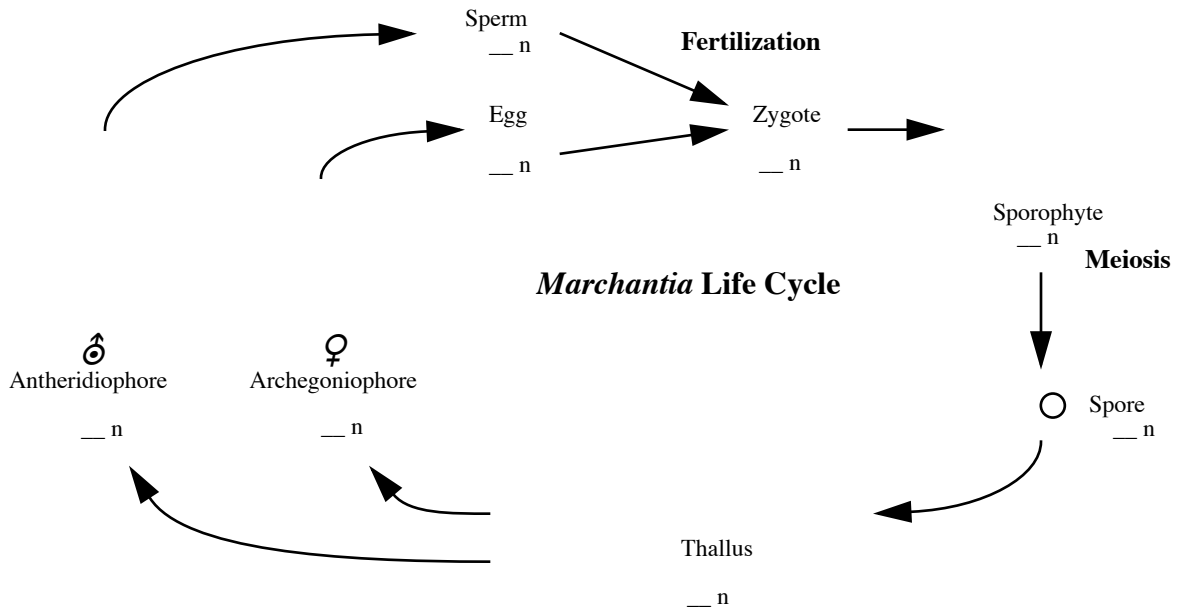 Sperm
__ n
Fertilization
Egg
__ n
Zygote
__ n
Sporophyte
__ n
Meiosis
Marchantia Life Cycle
♂
Antheridiophore
__ n
♀
Archegoniophore
__ n
Spore
__ n
Thallus
__ n